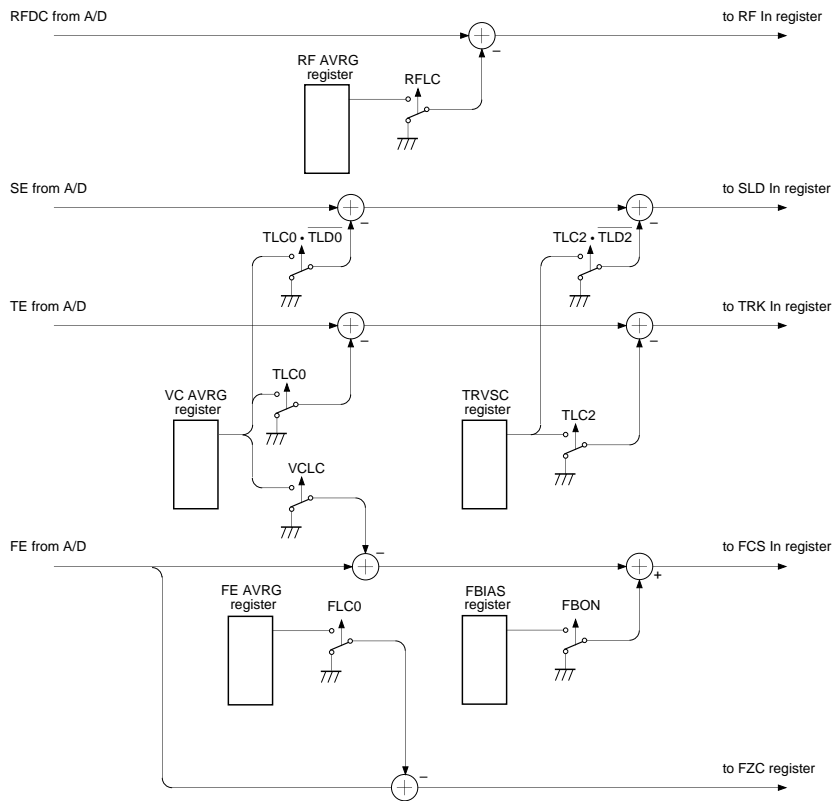 RFDC from A/D
to RF In register
RF AVRG
register
RFLC
–
SE from A/D
to SLD In register
–
–
TLC0 • T̅L̅D̅0̅
TLC2 • T̅L̅D̅2̅
TE from A/D
to TRK In register
–
–
TLC0
VC AVRG
register
TRVSC
register
TLC2
VCLC
–
FE from A/D
to FCS In register
+
FE AVRG
register
FLC0
FBIAS
register
FBON
to FZC register
–